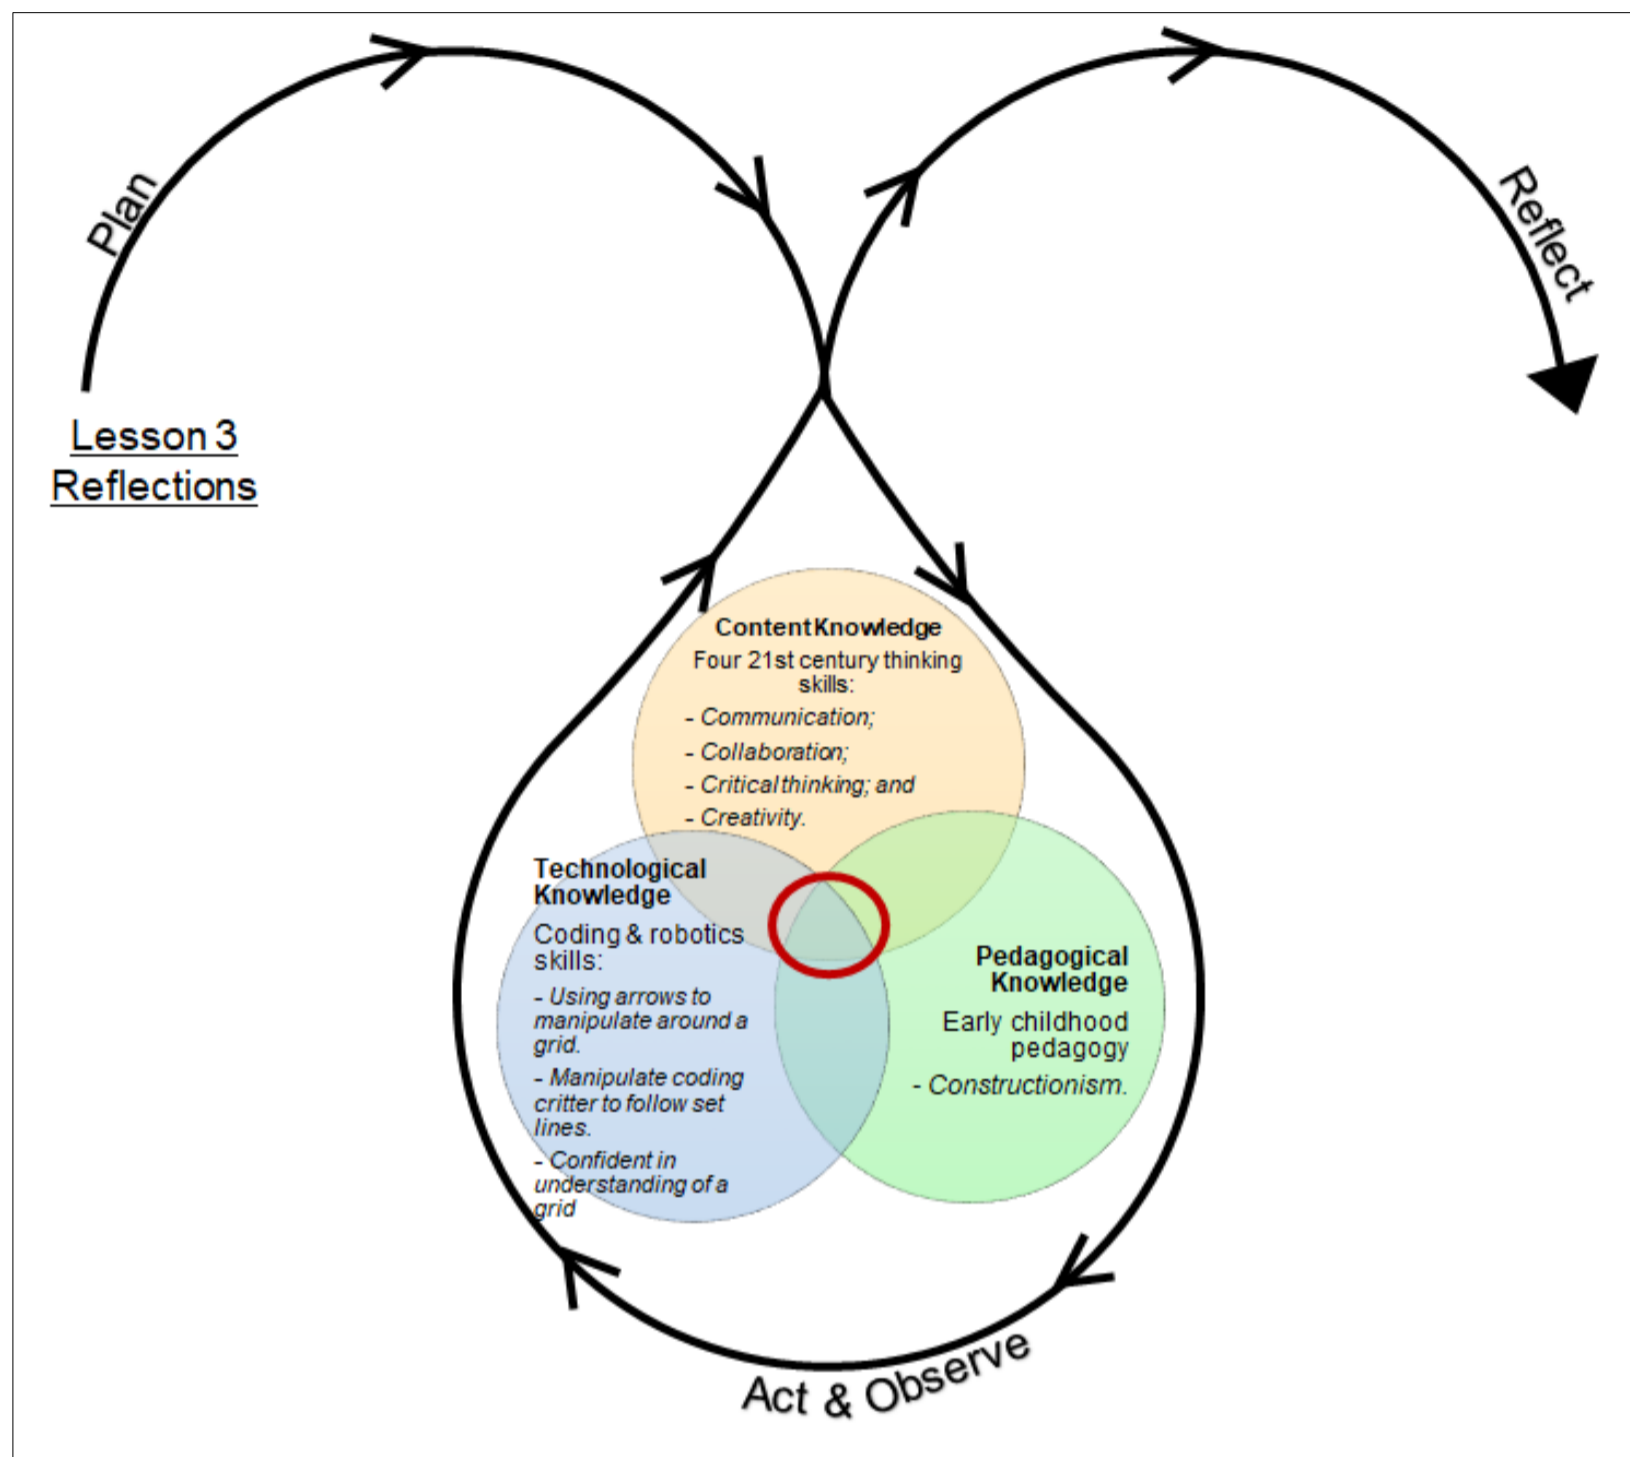 Plan
Reflect
Lesson 3
Reflections
Content Knowledge
Four 21st century thinking
skills:
- Communication;
- Collaboration;
- Critical thinking; and
- Creativity.
Technological
Knowledge
Coding & robotics
skills:
- Using arrows to
manipulate around a
grid.
- Manipulate coding
critter to follow set
lines.
- Confident in
understanding of a
grid
Pedagogical
Knowledge
Early childhood
pedagogy
- Constructionism.
Act & Observe